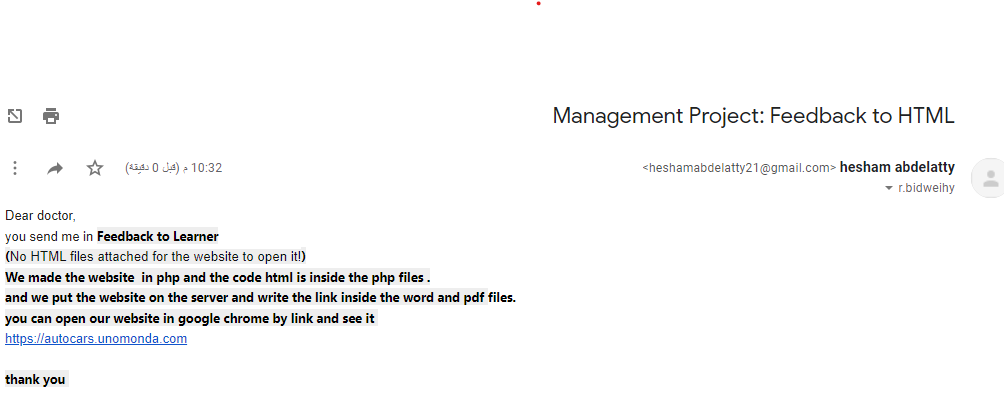 Management Project: Feedback to HTML
hesham abdelatty <heshamabdelatty21@gmail.com>
10:32 م (قبل 0 دقيقة)
r.bidweihy
Dear doctor,
you send me in Feedback to Learner
(No HTML files attached for the website to open it!)
We made the website in php and the code html is inside the php files .
and we put the website on the server and write the link inside the word and pdf files.
you can open our website in google chrome by link and see it
https://autocars.unomonda.com
thank you